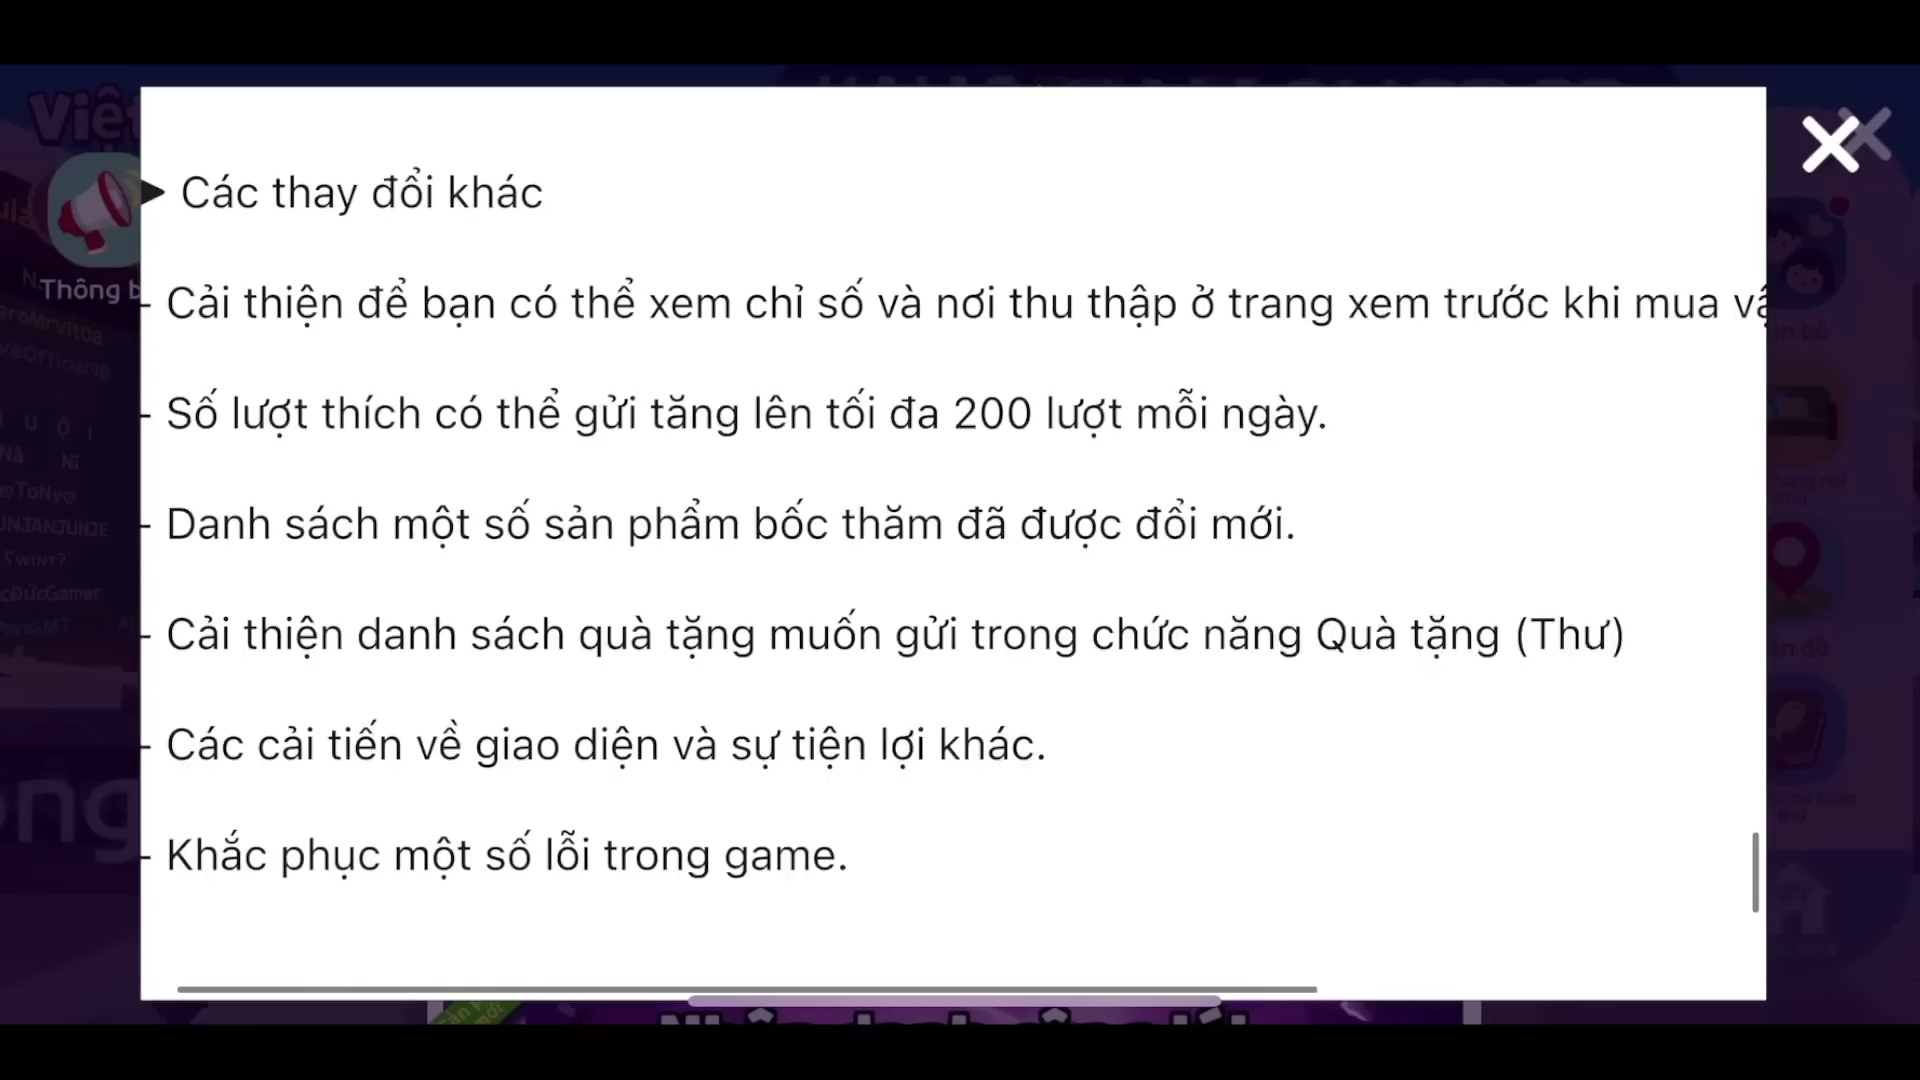 Việt
Thông b
➤ Các thay đổi khác
- Cải thiện để bạn có thể xem chỉ số và nơi thu thập ở trang xem trước khi mua
- Số lượt thích có thể gửi tăng lên tối đa 200 lượt mỗi ngày.
- Danh sách một số sản phẩm bốc thăm đã được đổi mới.
- Cải thiện danh sách quà tặng muốn gửi trong chức năng Quà tặng (Thư)
- Các cải tiến về giao diện và sự tiện lợi khác.
- Khắc phục một số lỗi trong game.